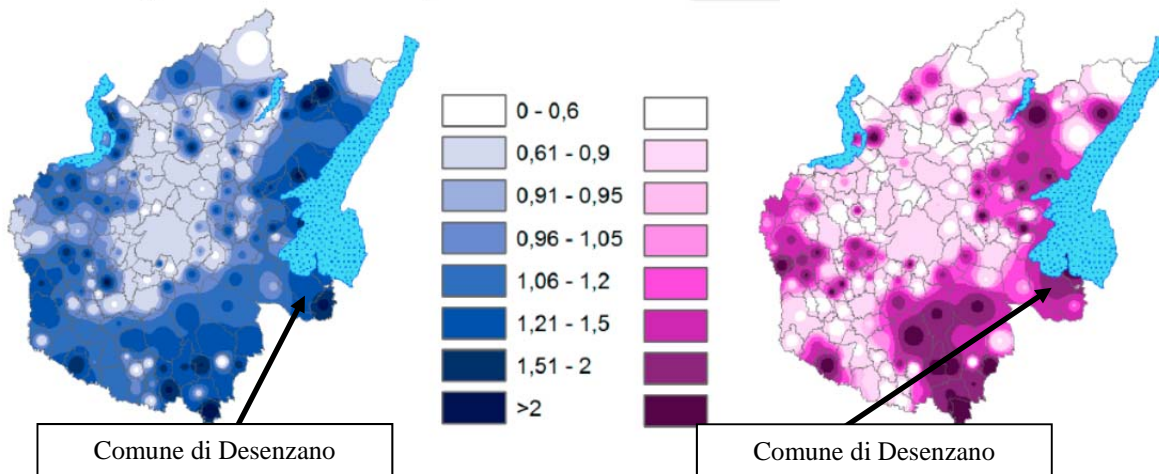 0 - 0,6
0,61 - 0,9
0,91 - 0,95
0,96 - 1,05
1,06 - 1,2
1,21 - 1,5
1,51 - 2
>2
Comune di Desenzano
Comune di Desenzano